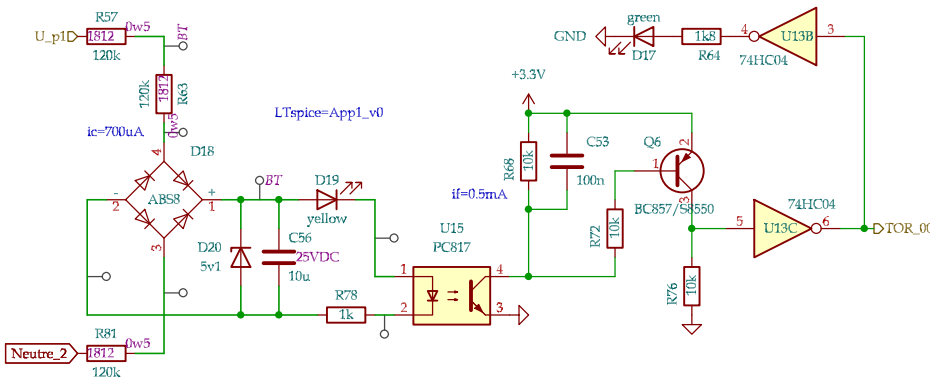 R57
U_p1
1812
0w5
120k
BT
120k
1812
R63
0w5
ic=700uA
LTspice=App1_v0
D18
4
ABS8
-
+
2
1
3
BT
D19
yellow
D20
5v1
C56
25VDC
10u
R78
1k
U15
PC817
1
2
4
3
if=0.5mA
R81
Neutre_2
1812
0w5
120k
+3.3V
R68
10k
C53
100n
R72
10k
Q6
1
2
3
BC857/S8550
R76
10k
74HC04
5
U13C
6
TOR_00
green
GND
D17
1k8
R64
4
U13B
3
74HC04